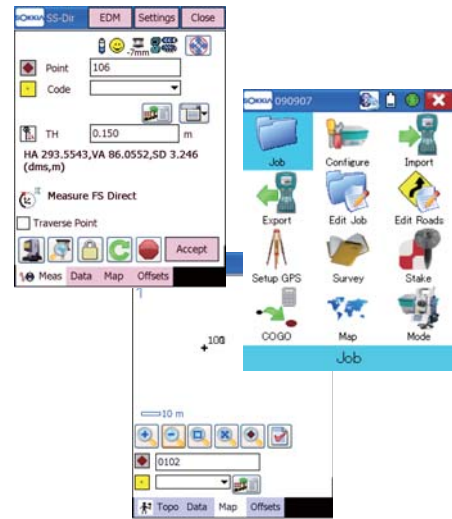 SOKKIA SS-Dir EDM Settings Close
-7mm
Point 106
Code
TH 0.150 m
HA 293.5543,VA 86.0552,SD 3.246
(dms,m)
Measure FS Direct
Traverse Point
Accept
Meas Data Map Offsets
SOKKIA 090907
Job Configure Import
Export Edit Job Edit Roads
Setup GPS Survey Stake
COGO Map Mode
Job
1
10 m
0102
Topo Data Map Offsets